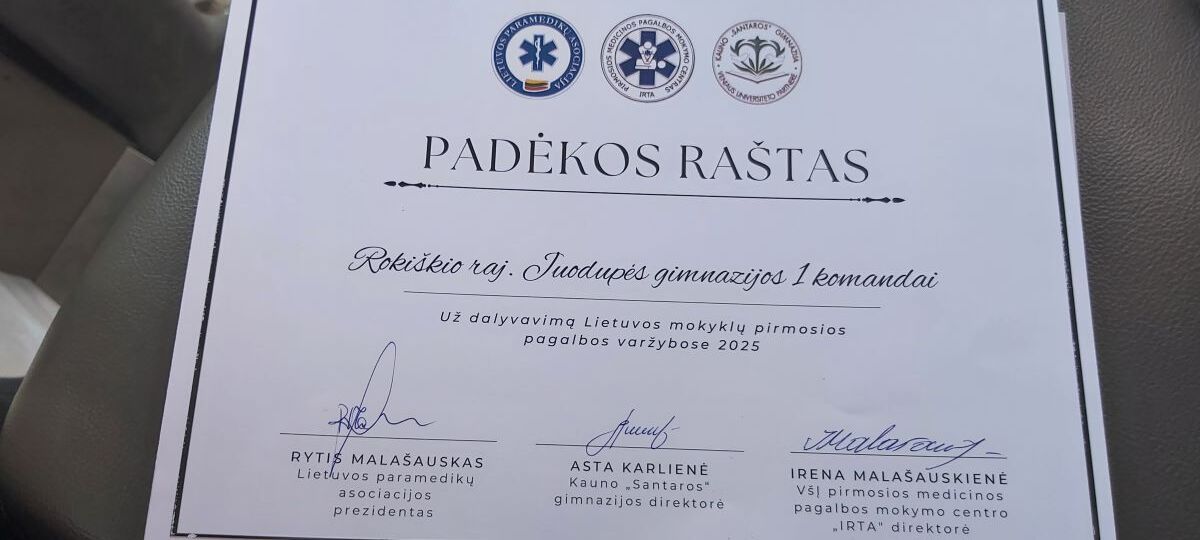 LIETUVOS PARAMEDIKŲ ASOCIACIJA
PIRMOSIOS MEDICINOS PAGALBOS MOKYMO CENTRAS
IRTA
KAUNO „SANTAROS“ GIMNAZIJA
VILNIAUS UNIVERSITETO PARTNERĖ
PADĖKOS RAŠTAS
Rokiškio raj. Juodupės gimnazijos 1 komandai
Už dalyvavimą Lietuvos mokyklų pirmosios
pagalbos varžybose 2025
RYTIS MALAŠAUSKAS
Lietuvos paramedikų
asociacijos
prezidentas
ASTA KARLIENĖ
Kauno „Santaros“
gimnazijos direktorė
IRENA MALAŠAUSKIENĖ
VšĮ pirmosios medicinos
pagalbos mokymo centro
„IRTA“ direktorė